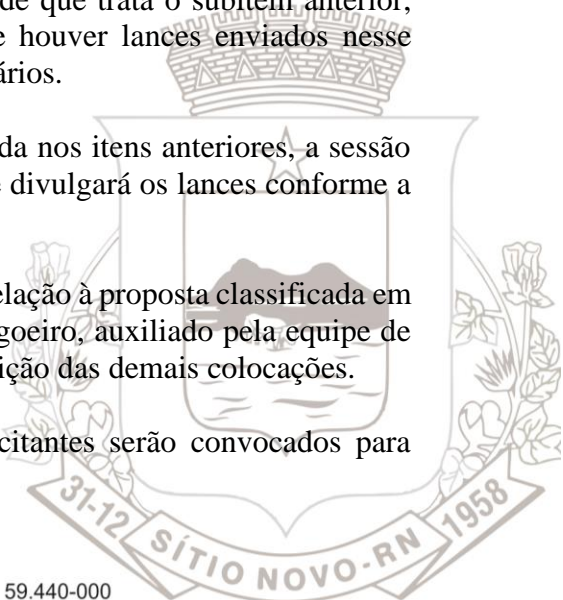 de que trata o subitem anterior,
e houver lances enviados nesse
ários.
da nos itens anteriores, a sessão
e divulgará os lances conforme a
elação à proposta classificada em
goeiro, auxiliado pela equipe de
ição das demais colocações.
citantes serão convocados para
31-12 SÍTIO NOVO-RN 1958
59.440-000